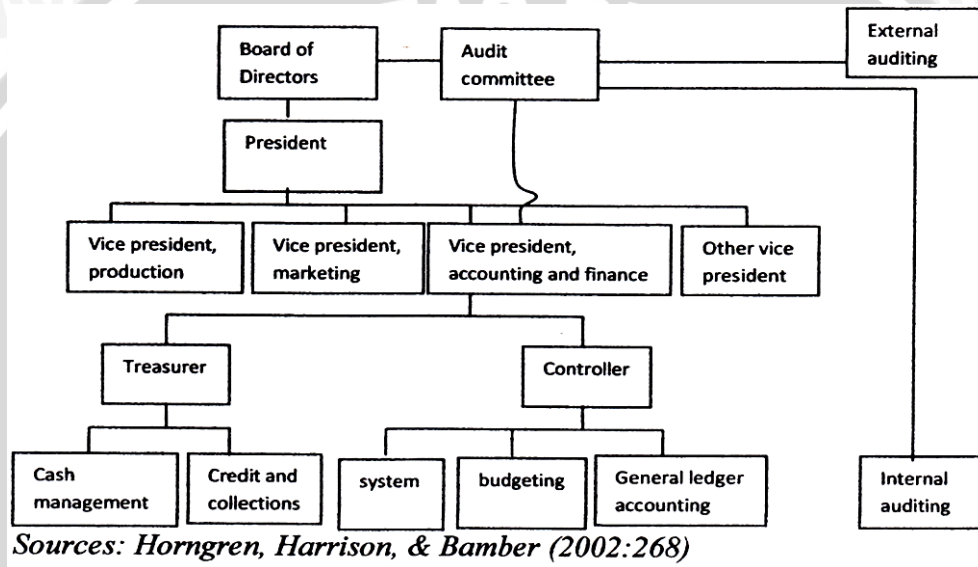 External
auditing
Board of
Directors
Audit
committee
President
Vice president,
production
Vice president,
marketing
Vice president,
accounting and finance
Other vice
president
Treasurer
Controller
Cash
management
Credit and
collections
system
budgeting
General ledger
accounting
Internal
auditing
Sources: Horngren, Harrison, & Bamber (2002:268)